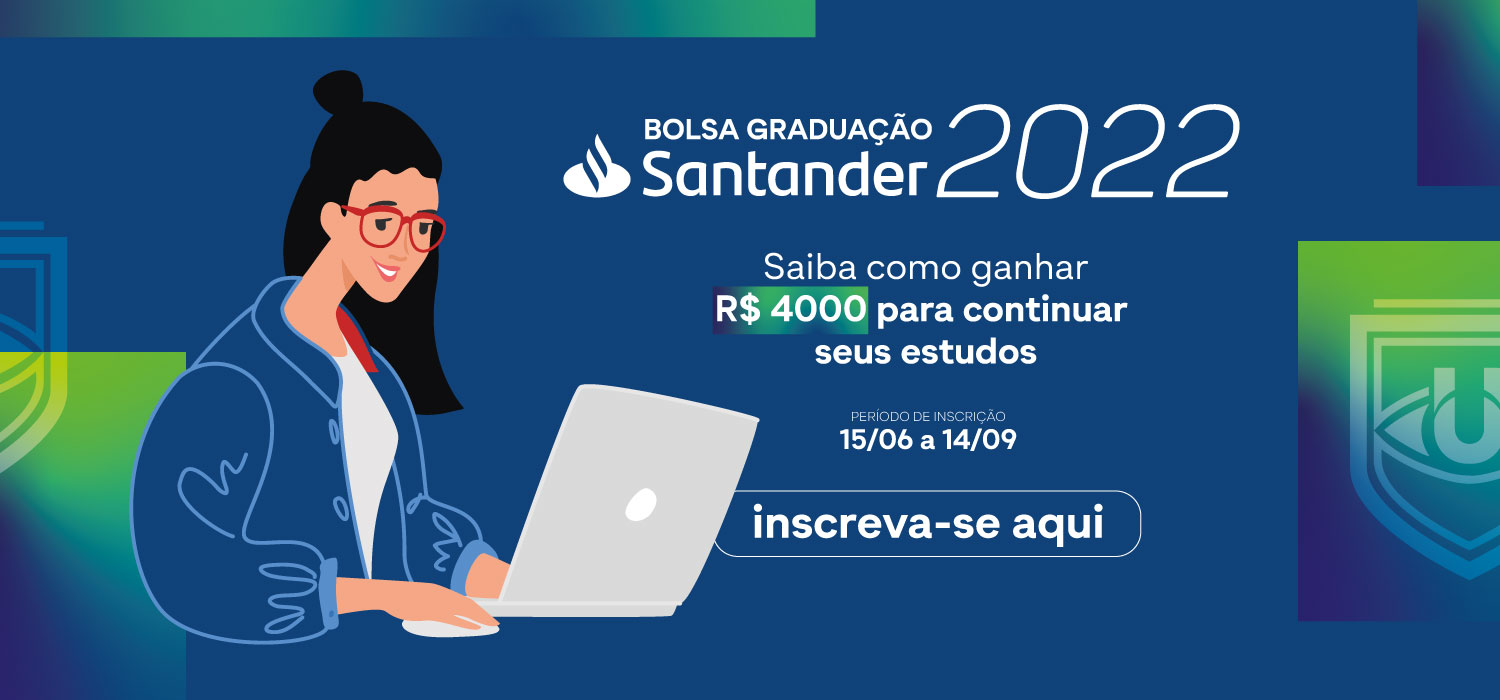 BOLSA GRADUAÇÃO
Santander 2022
Saiba como ganhar
R$ 4000 para continuar
seus estudos
PERÍODO DE INSCRIÇÃO
15/06 a 14/09
inscreva-se aqui
U